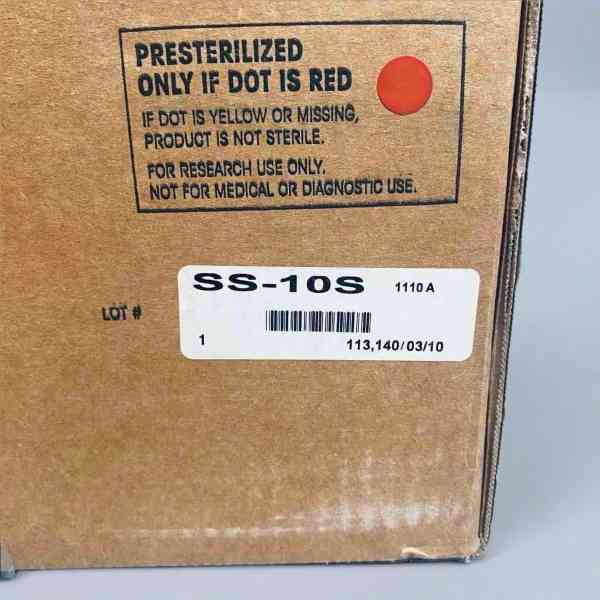 PRESTERILIZED
ONLY IF DOT IS RED
IF DOT IS YELLOW OR MISSING,
PRODUCT IS NOT STERILE.
FOR RESEARCH USE ONLY.
NOT FOR MEDICAL OR DIAGNOSTIC USE.
SS-10S 1110 A
LOT #
1 113,140/03/10